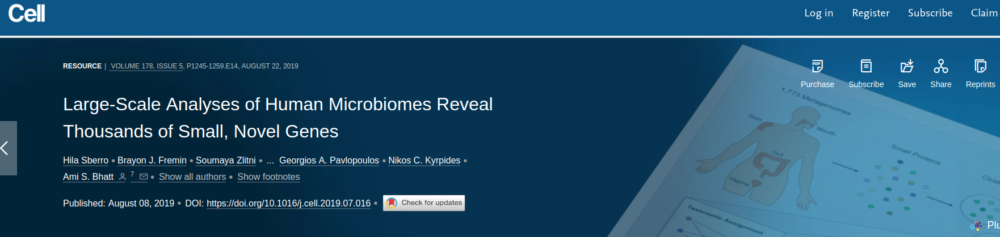 Cell
Log in Register Subscribe Claim
RESOURCE | VOLUME 178, ISSUE 5, P1245-1259.E14, AUGUST 22, 2019
Purchase Subscribe Save Share Reprints
Large-Scale Analyses of Human Microbiomes Reveal
Thousands of Small, Novel Genes
Hila Sberro • Brayon J. Fremin • Soumaya Zlitni • ... Georgios A. Pavlopoulos • Nikos C. Kyrpides •
Ami S. Bhatt 7 • Show all authors • Show footnotes
Published: August 08, 2019 • DOI: https://doi.org/10.1016/j.cell.2019.07.016 • Check for updates
PDF
1,773 Metagenomes
Skin
Mouth
Gut
Vagina
Small Proteins
Clust
Taxonomic Assignment
Plu